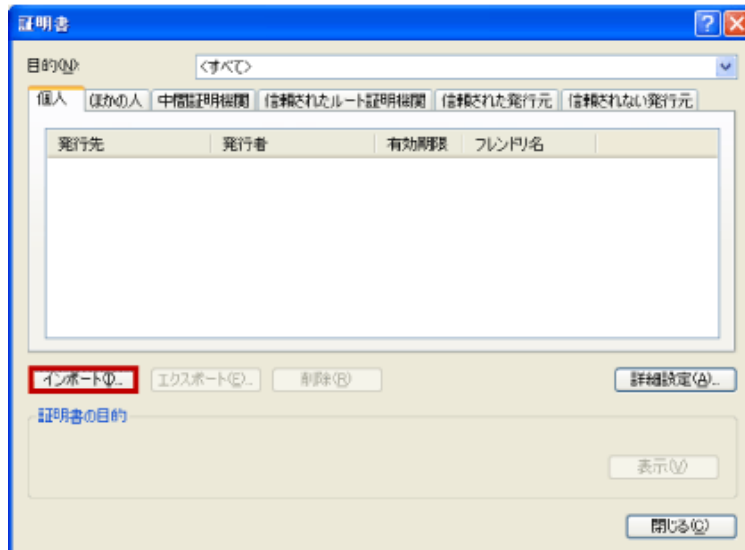 証明書
目的(N): <すべて>
個人 ほかの人 中間証明機関 信頼されたルート証明機関 信頼された発行元 信頼されない発行元
発行先 発行者 有効期限 フレンドリ名
インポート(I)... エクスポート(E)... 削除(R) 詳細設定(A)...
証明書の目的
表示(V)
閉じる(C)